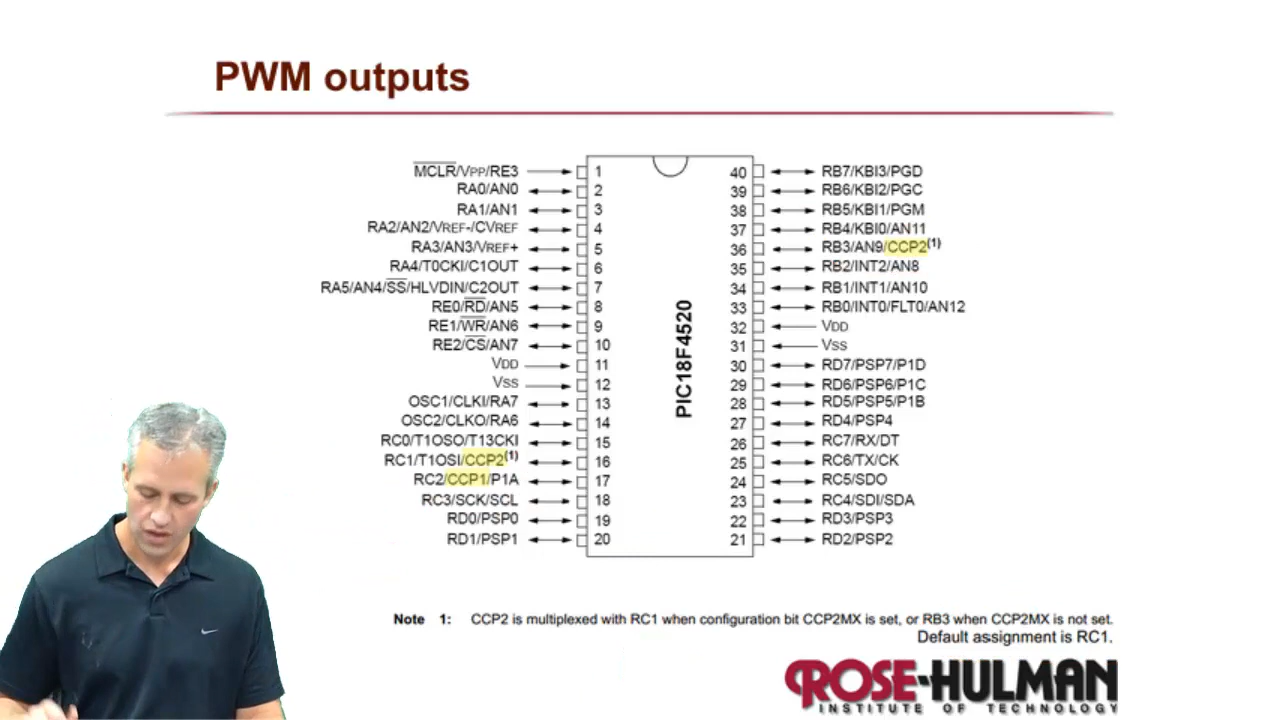 PWM outputs
MCLR/VPP/RE3
RA0/AN0
RA1/AN1
RA2/AN2/VREF-/CVREF
RA3/AN3/VREF+
RA4/T0CKI/C1OUT
RA5/AN4/SS/HLVDIN/C2OUT
RE0/RD/AN5
RE1/WR/AN6
RE2/CS/AN7
VDD
VSS
OSC1/CLKI/RA7
OSC2/CLKO/RA6
RC0/T1OSO/T13CKI
RC1/T1OSI/CCP2(1)
RC2/CCP1/P1A
RC3/SCK/SCL
RD0/PSP0
RD1/PSP1
1
2
3
4
5
6
7
8
9
10
11
12
13
14
15
16
17
18
19
20
PIC18F4520
40
39
38
37
36
35
34
33
32
31
30
29
28
27
26
25
24
23
22
21
RB7/KBI3/PGD
RB6/KBI2/PGC
RB5/KBI1/PGM
RB4/KBI0/AN11
RB3/AN9/CCP2(1)
RB2/INT2/AN8
RB1/INT1/AN10
RB0/INT0/FLT0/AN12
VDD
VSS
RD7/PSP7/P1D
RD6/PSP6/P1C
RD5/PSP5/P1B
RD4/PSP4
RC7/RX/DT
RC6/TX/CK
RC5/SDO
RC4/SDI/SDA
RD3/PSP3
RD2/PSP2
Note 1: CCP2 is multiplexed with RC1 when configuration bit CCP2MX is set, or RB3 when CCP2MX is not set.
Default assignment is RC1.
ROSE-HULMAN
INSTITUTE OF TECHNOLOGY